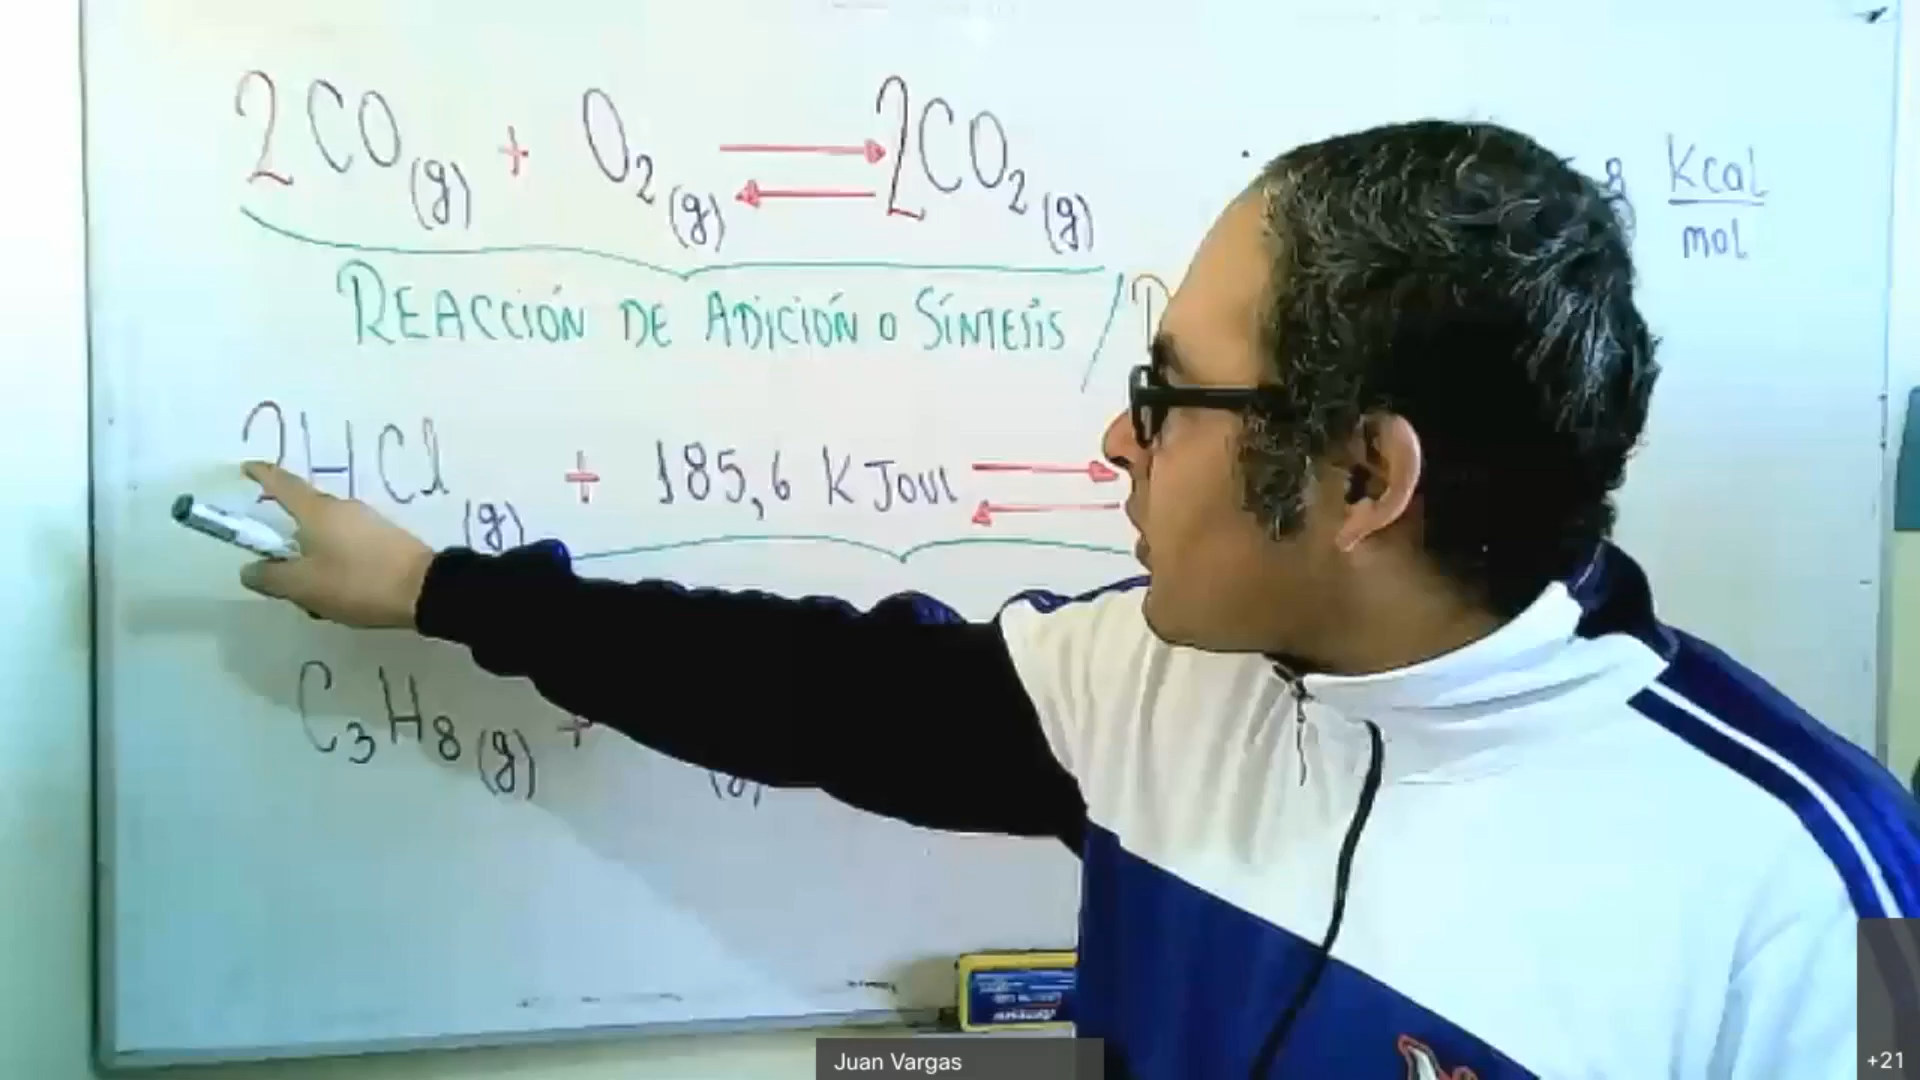 2CO(g) + O2(g) ⇄ 2CO2(g) Kcal/mol
REACCIÓN DE ADICIÓN O SÍNTESIS /
2HCl(g) + 185,6 KJoul ⇄
C3H8(g) + (g)
Juan Vargas
+21